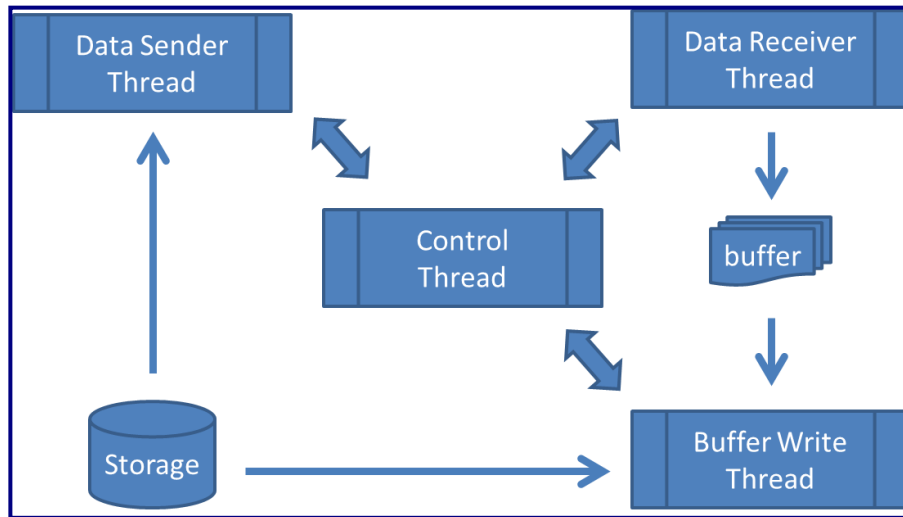 Data Sender
Thread
Data Receiver
Thread
Control
Thread
buffer
Storage
Buffer Write
Thread